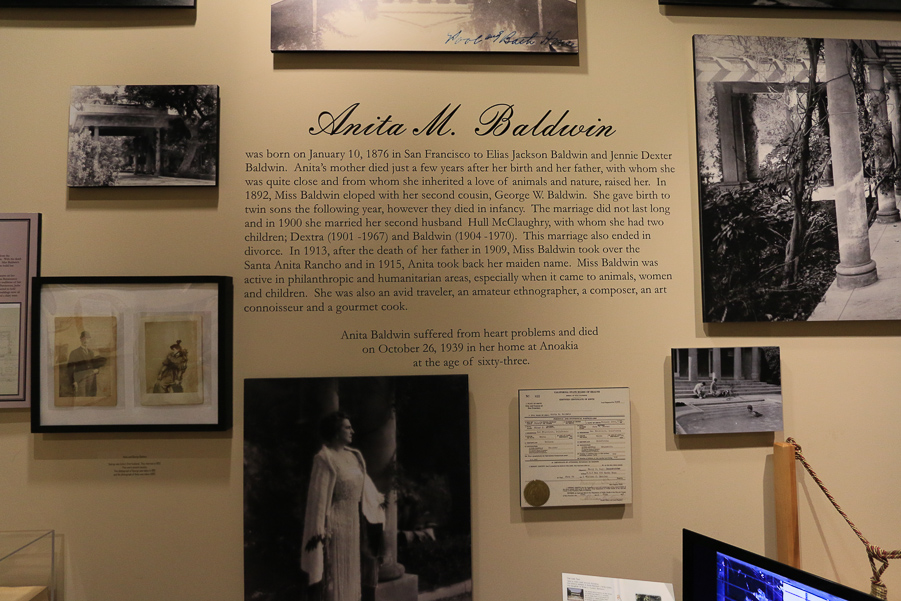 Pool and Bath House
Anita M. Baldwin
was born on January 10, 1876 in San Francisco to Elias Jackson Baldwin and Jennie Dexter
Baldwin. Anita's mother died just a few years after her birth and her father, with whom she
was quite close and from whom she inherited a love of animals and nature, raised her. In
1892, Miss Baldwin eloped with her second cousin, George W. Baldwin. She gave birth to
twin sons the following year, however they died in infancy. The marriage did not last long
and in 1900 she married her second husband Hull McClaughry, with whom she had two
children; Dextra (1901 -1967) and Baldwin (1904 -1970). This marriage also ended in
divorce. In 1913, after the death of her father in 1909, Miss Baldwin took over the
Santa Anita Rancho and in 1915, Anita took back her maiden name. Miss Baldwin was
active in philanthropic and humanitarian areas, especially when it came to animals, women
and children. She was also an avid traveler, an amateur ethnographer, a composer, an art
connoisseur and a gourmet cook.
Anita Baldwin suffered from heart problems and died
on October 26, 1939 in her home at Anoakia
at the age of sixty-three.